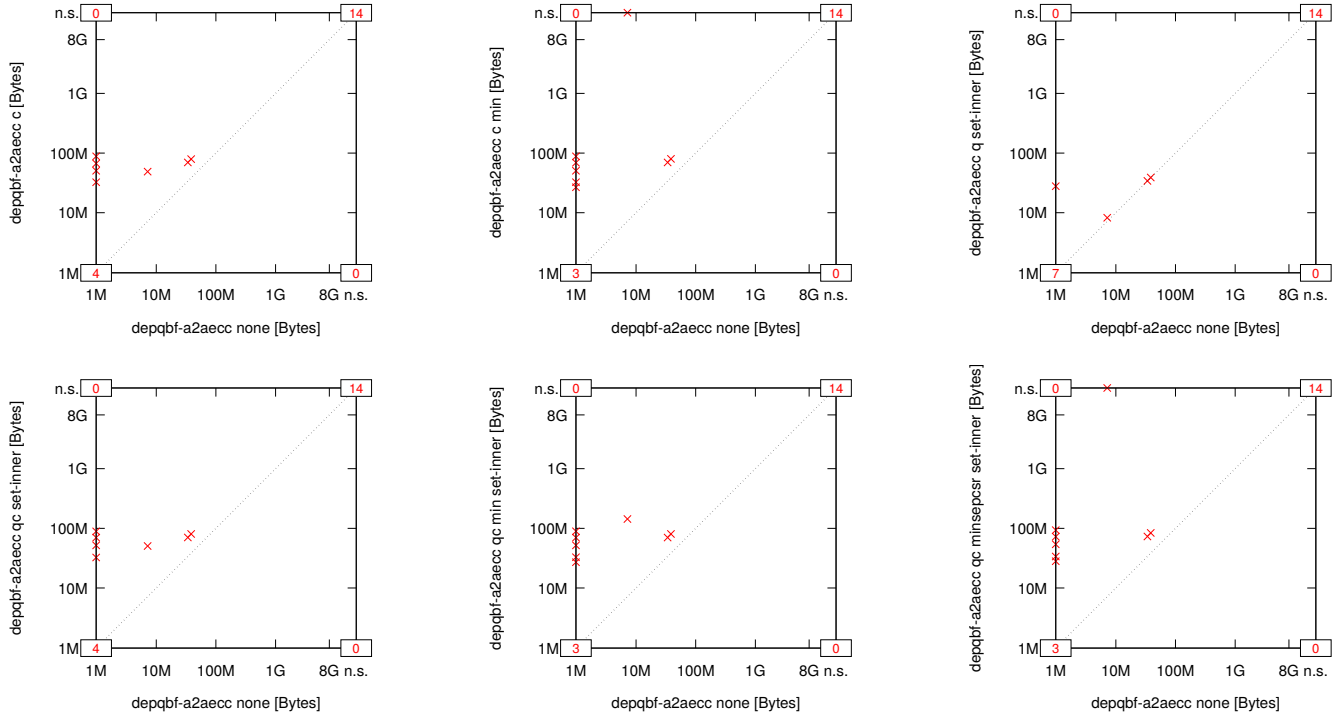 n.s. 0 14
8G
1G
100M
10M
1M 4 0
1M 10M 100M 1G 8G n.s.
depqbf-a2aecc c [Bytes]
depqbf-a2aecc none [Bytes]
n.s. 0 14
8G
1G
100M
10M
1M 3 0
1M 10M 100M 1G 8G n.s.
depqbf-a2aecc c min [Bytes]
depqbf-a2aecc none [Bytes]
n.s. 0 14
8G
1G
100M
10M
1M 7 0
1M 10M 100M 1G 8G n.s.
depqbf-a2aecc q set-inner [Bytes]
depqbf-a2aecc none [Bytes]
n.s. 0 14
8G
1G
100M
10M
1M 4 0
1M 10M 100M 1G 8G n.s.
depqbf-a2aecc qc set-inner [Bytes]
depqbf-a2aecc none [Bytes]
n.s. 0 14
8G
1G
100M
10M
1M 3 0
1M 10M 100M 1G 8G n.s.
depqbf-a2aecc qc min set-inner [Bytes]
depqbf-a2aecc none [Bytes]
n.s. 0 14
8G
1G
100M
10M
1M 3 0
1M 10M 100M 1G 8G n.s.
depqbf-a2aecc qc minsepcsr set-inner [Bytes]
depqbf-a2aecc none [Bytes]